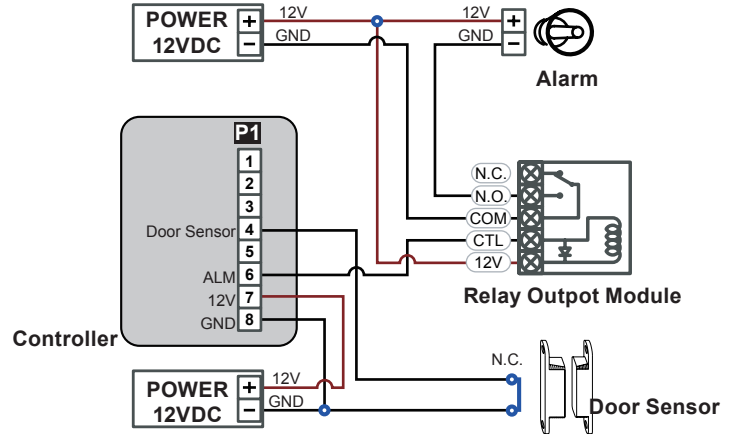 POWER + 12V 12V +
12VDC − GND GND −
Alarm
P1
1
2
3
Door Sensor 4
5
ALM 6
12V 7
GND 8
Controller
N.C.
N.O.
COM
CTL
12V
Relay Outpot Module
POWER + 12V
12VDC − GND
N.C.
Door Sensor